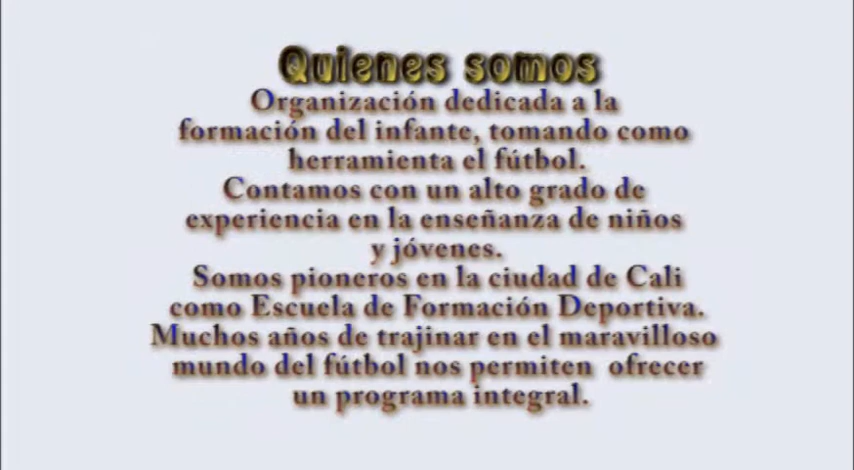 Quienes somos
Organización dedicada a la
formación del infante, tomando como
herramienta el fútbol.
Contamos con un alto grado de
experiencia en la enseñanza de niños
y jóvenes.
Somos pioneros en la ciudad de Cali
como Escuela de Formación Deportiva.
Muchos años de trajinar en el maravilloso
mundo del fútbol nos permiten ofrecer
un programa integral.